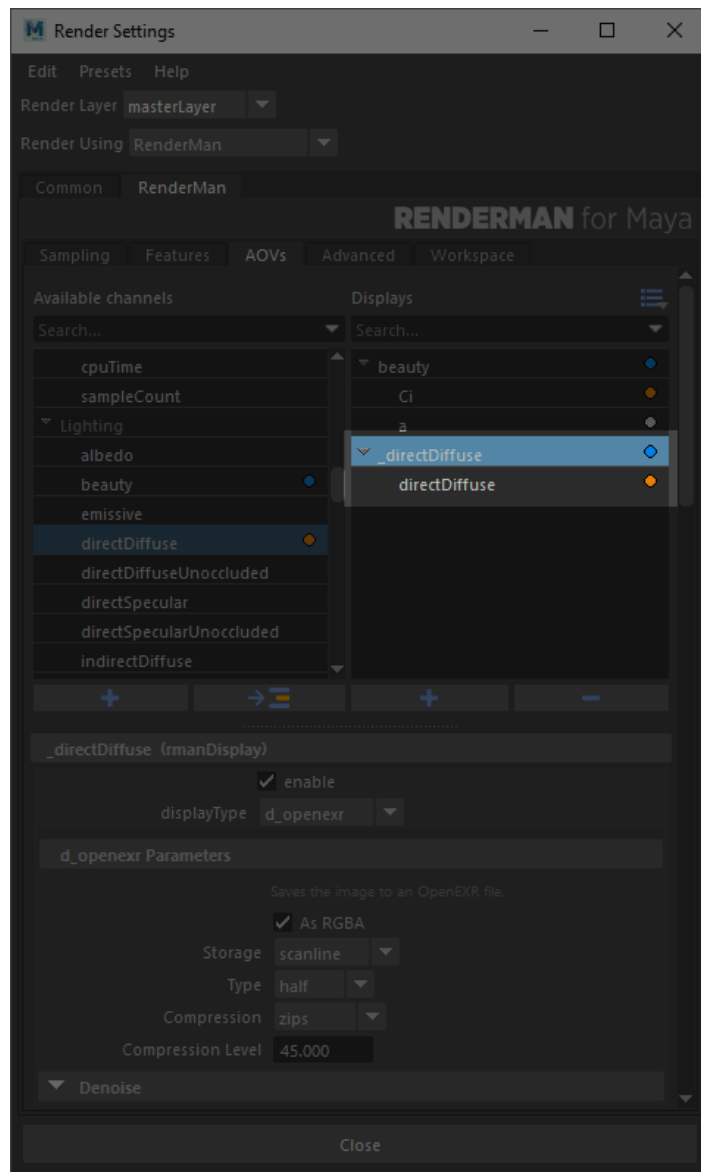 Render Settings
Edit Presets Help
Render Layer masterLayer
Render Using RenderMan
Common RenderMan
RENDERMAN for Maya
Sampling Features AOVs Advanced Workspace
Available channels Displays
Search... Search...
cpuTime beauty
sampleCount Ci
Lighting a
albedo _directDiffuse
beauty directDiffuse
emissive
directDiffuse
directDiffuseUnoccluded
directSpecular
directSpecularUnoccluded
indirectDiffuse
_directDiffuse (rmanDisplay)
enable
displayType d_openexr
d_openexr Parameters
Saves the image to an OpenEXR file.
As RGBA
Storage scanline
Type half
Compression zips
Compression Level 45.000
Denoise
Close